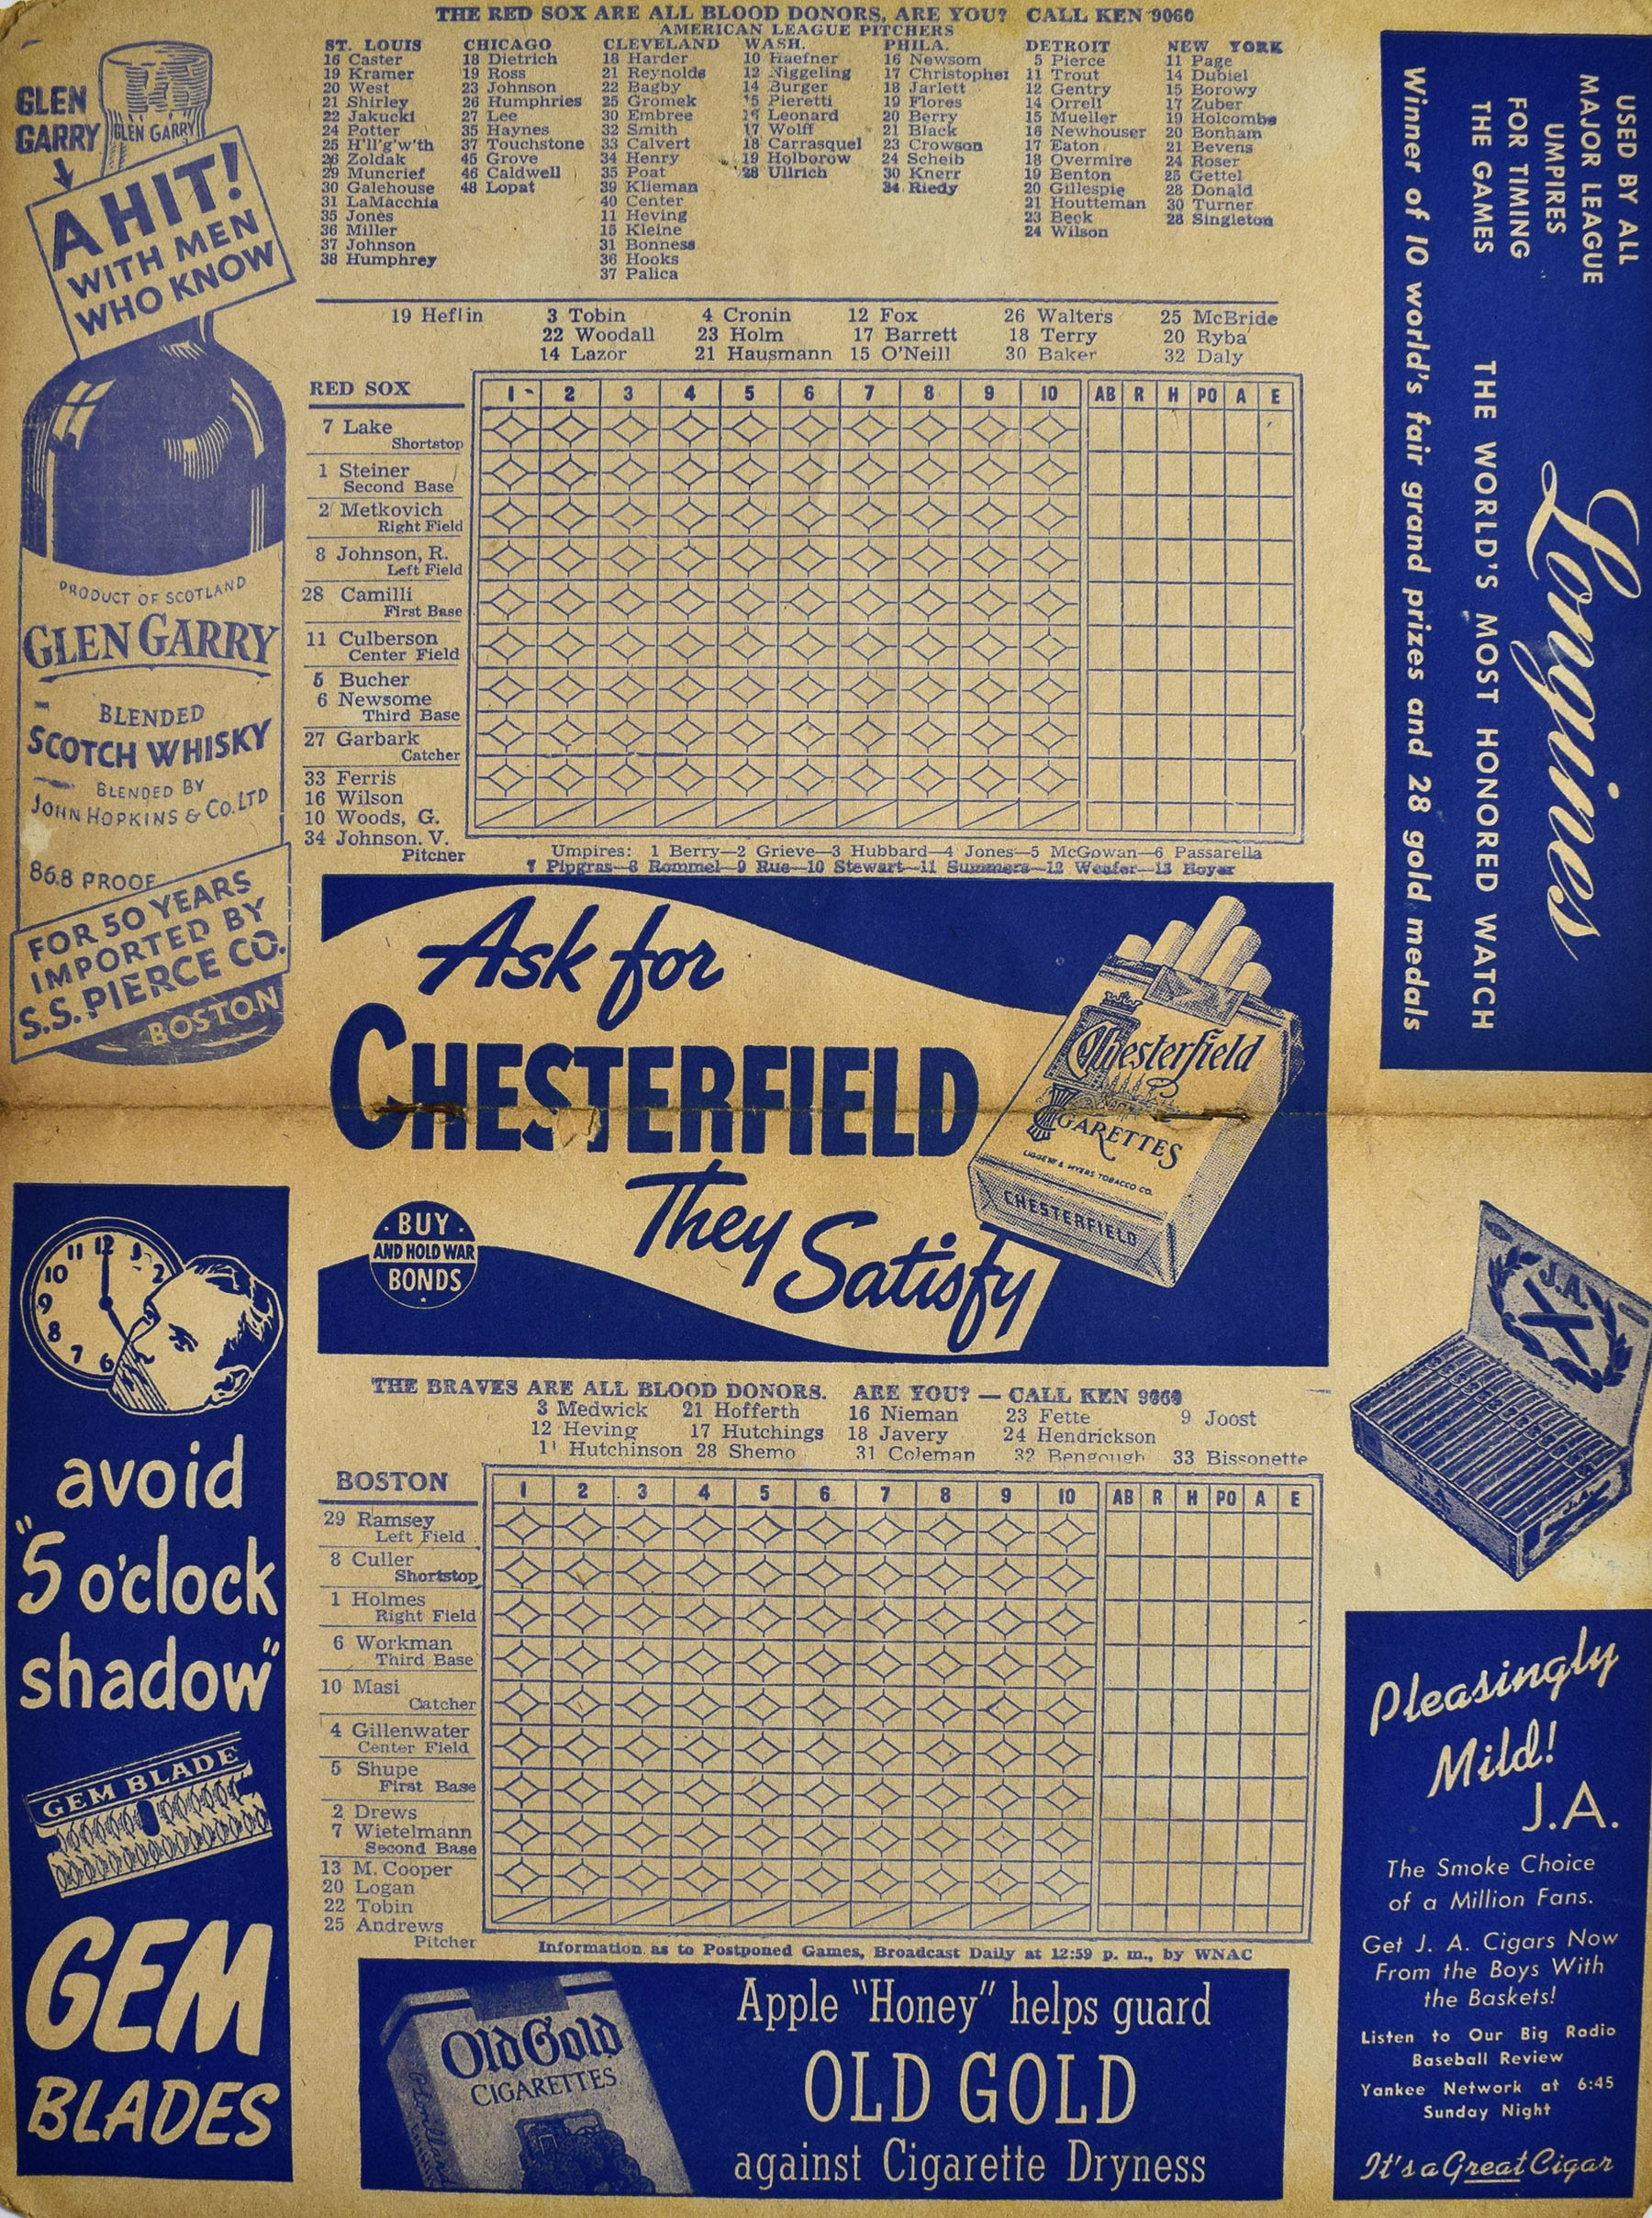 THE RED SOX ARE ALL BLOOD DONORS, ARE YOU? CALL KEN 9060
AMERICAN LEAGUE PITCHERS
ST. LOUIS
16 Caster
19 Kramer
20 West
21 Shirley
22 Jakucki
24 Potter
25 H'll'g'w'th
26 Zoldak
29 Muncrief
30 Galehouse
31 LaMacchia
35 Jones
36 Miller
37 Johnson
38 Humphrey
CHICAGO
18 Dietrich
19 Ross
23 Johnson
26 Humphries
27 Lee
35 Haynes
37 Touchstone
45 Grove
46 Caldwell
48 Lopat
CLEVELAND
18 Harder
21 Reynolds
22 Bagby
25 Gromek
30 Embree
32 Smith
33 Calvert
34 Henry
35 Poat
39 Klieman
40 Center
11 Heving
15 Kleine
31 Bonness
36 Hooks
37 Palica
WASH.
10 Haefner
12 Niggeling
14 Burger
15 Pieretti
Leonard
17 Wolff
18 Carrasquel
19 Holborow
28 Ullrich
PHILA.
16 Newsom
17 Christopher
18 Jarlett
19 Flores
20 Berry
21 Black
23 Crowson
24 Scheib
30 Knerr
34 Riedy
DETROIT
5 Pierce
11 Trout
12 Gentry
14 Orrell
15 Mueller
16 Newhouser
17 Eaton
18 Overmire
19 Benton
20 Gillespie
21 Houtteman
23 Beck
24 Wilson
NEW YORK
11 Page
14 Dubiel
15 Borowy
17 Zuber
19 Holcombe
20 Bonham
21 Bevens
24 Roser
25 Gettel
28 Donald
30 Turner
28 Singleton
19 Heflin 3 Tobin 4 Cronin 12 Fox 26 Walters 25 McBride
22 Woodall 23 Holm 17 Barrett 18 Terry 20 Ryba
14 Lazor 21 Hausmann 15 O'Neill 30 Baker 32 Daly
RED SOX 1 2 3 4 5 6 7 8 9 10 AB R H PO A E
7 Lake
Shortstop
1 Steiner
Second Base
2 Metkovich
Right Field
8 Johnson, R.
Left Field
28 Camilli
First Base
11 Culberson
Center Field
5 Bucher
6 Newsome
Third Base
27 Garbark
Catcher
33 Ferris
16 Wilson
10 Woods, G.
34 Johnson. V.
Pitcher
Umpires: 1 Berry—2 Grieve—3 Hubbard—4 Jones—5 McGowan—6 Passarella
7 Pipgras—8 Rommel—9 Rue—10 Stewart—11 Summers—12 Weafer—13 Boyer
GLEN
GARRY
GLEN GARRY
A HIT!
WITH MEN
WHO KNOW
PRODUCT OF SCOTLAND
GLEN GARRY
BLENDED
SCOTCH WHISKY
BLENDED BY
JOHN HOPKINS & CO. LTD
86.8 PROOF
FOR 50 YEARS
IMPORTED BY
S.S. PIERCE CO.
BOSTON
USED BY ALL
MAJOR LEAGUE
UMPIRES
FOR TIMING
THE GAMES
Longines
THE WORLD'S MOST HONORED WATCH
Winner of 10 world's fair grand prizes and 28 gold medals
Ask for
CHESTERFIELD
They Satisfy
BUY
AND HOLD WAR
BONDS
Chesterfield
CIGARETTES
LIGGETT & MYERS TOBACCO CO.
CHESTERFIELD
THE BRAVES ARE ALL BLOOD DONORS. ARE YOU? — CALL KEN 9060
3 Medwick 21 Hofferth 16 Nieman 23 Fette 9 Joost
12 Heving 17 Hutchings 18 Javery 24 Hendrickson
11 Hutchinson 28 Shemo 31 Coleman 32 Bengough 33 Bissonette
BOSTON 1 2 3 4 5 6 7 8 9 10 AB R H PO A E
29 Ramsey
Left Field
8 Culler
Shortstop
1 Holmes
Right Field
6 Workman
Third Base
10 Masi
Catcher
4 Gillenwater
Center Field
5 Shupe
First Base
2 Drews
7 Wietelmann
Second Base
13 M. Cooper
20 Logan
22 Tobin
25 Andrews
Pitcher
Information as to Postponed Games, Broadcast Daily at 12:59 p. m., by WNAC
11 12 1 2
10
9
8
7 6
avoid
"5 o'clock
shadow"
GEM BLADE
GEM
BLADES
Old Gold
CIGARETTES
Apple "Honey" helps guard
OLD GOLD
against Cigarette Dryness
J.A.
Pleasingly
Mild!
J.A.
The Smoke Choice
of a Million Fans.
Get J. A. Cigars Now
From the Boys With
the Baskets!
Listen to Our Big Radio
Baseball Review
Yankee Network at 6:45
Sunday Night
It's a Great Cigar